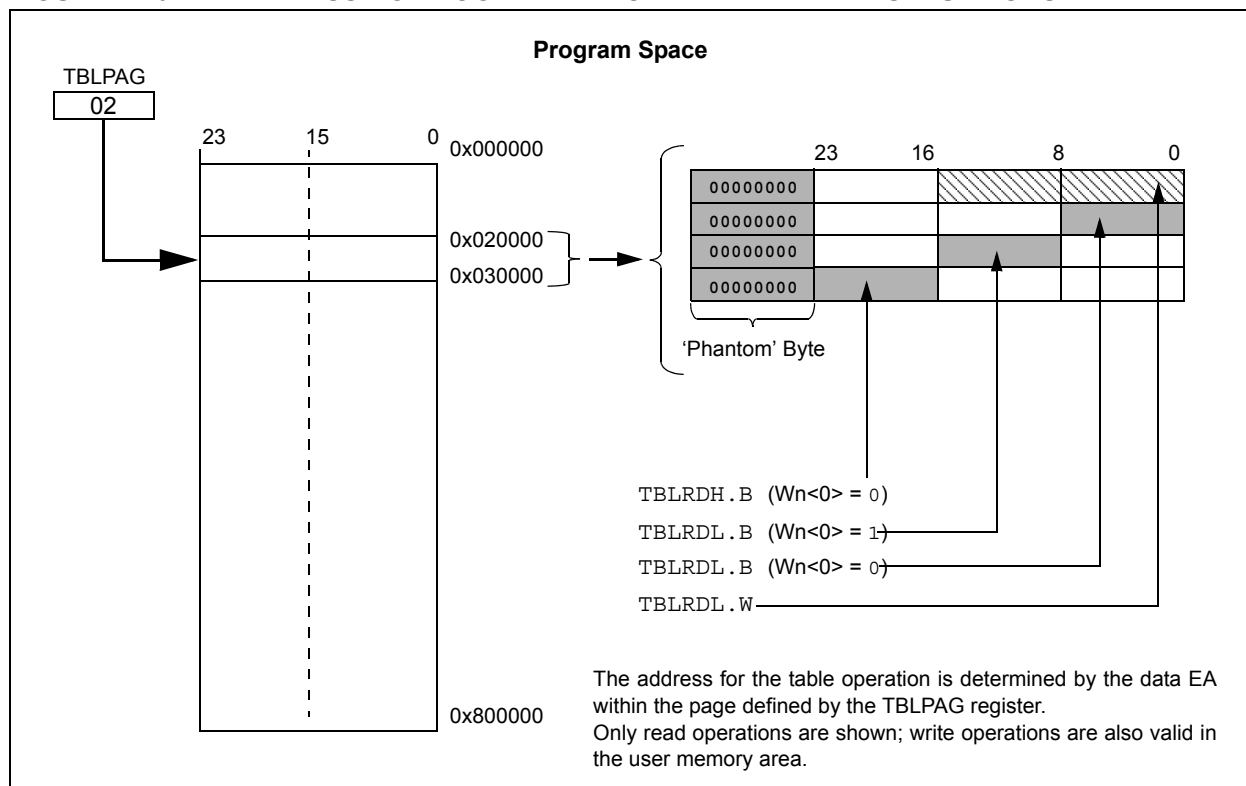 Program Space
TBLPAG
02
23 15 0
0x000000
0x020000
0x030000
0x800000
23 16 8 0
00000000
00000000
00000000
00000000
‘Phantom’ Byte
TBLRDH.B (Wn<0> = 0)
TBLRDL.B (Wn<0> = 1)
TBLRDL.B (Wn<0> = 0)
TBLRDL.W
The address for the table operation is determined by the data EA
within the page defined by the TBLPAG register.
Only read operations are shown; write operations are also valid in
the user memory area.